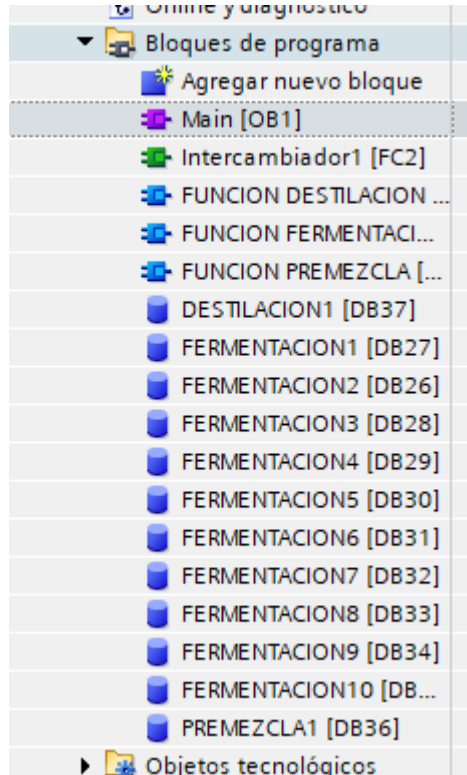 Online y diagnóstico
Bloques de programa
Agregar nuevo bloque
Main [OB1]
Intercambiador1 [FC2]
FUNCION DESTILACION ...
FUNCION FERMENTACI...
FUNCION PREMEZCLA [...
DESTILACION1 [DB37]
FERMENTACION1 [DB27]
FERMENTACION2 [DB26]
FERMENTACION3 [DB28]
FERMENTACION4 [DB29]
FERMENTACION5 [DB30]
FERMENTACION6 [DB31]
FERMENTACION7 [DB32]
FERMENTACION8 [DB33]
FERMENTACION9 [DB34]
FERMENTACION10 [DB...
PREMEZCLA1 [DB36]
Objetos tecnológicos